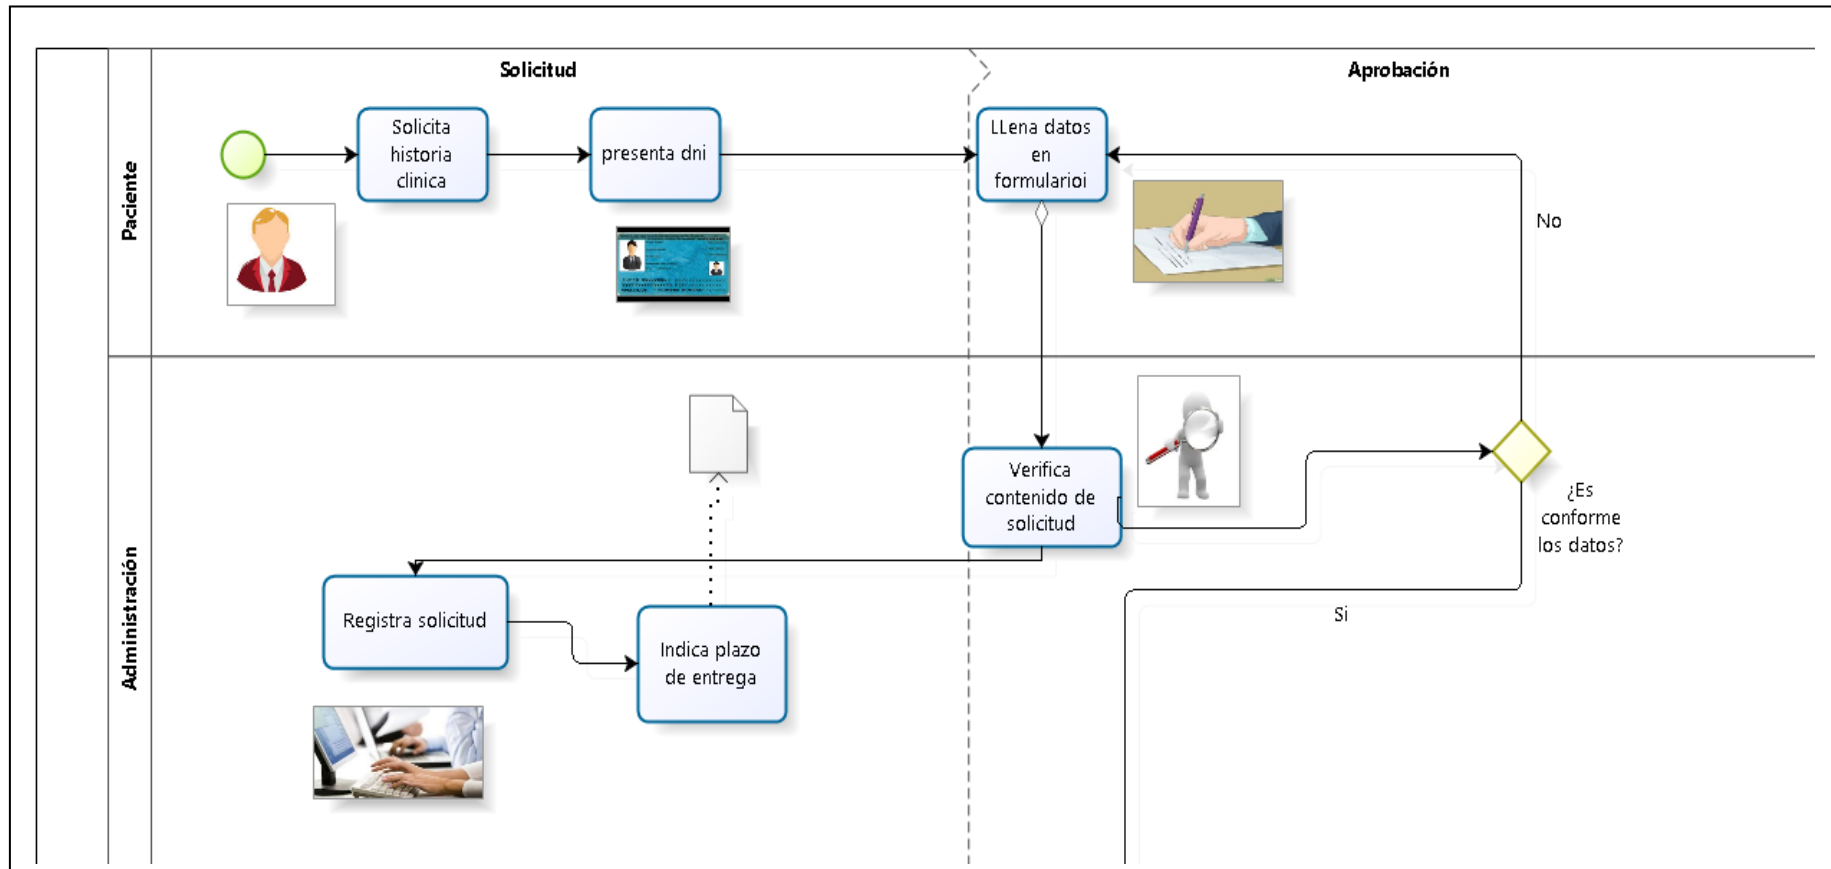 Solicitud
Aprobación
Paciente
Solicita
historia
clinica
presenta dni
LLena datos
en
formularioi
No
Administración
Verifica
contenido de
solicitud
¿Es
conforme
los datos?
Si
Registra solicitud
Indica plazo
de entrega